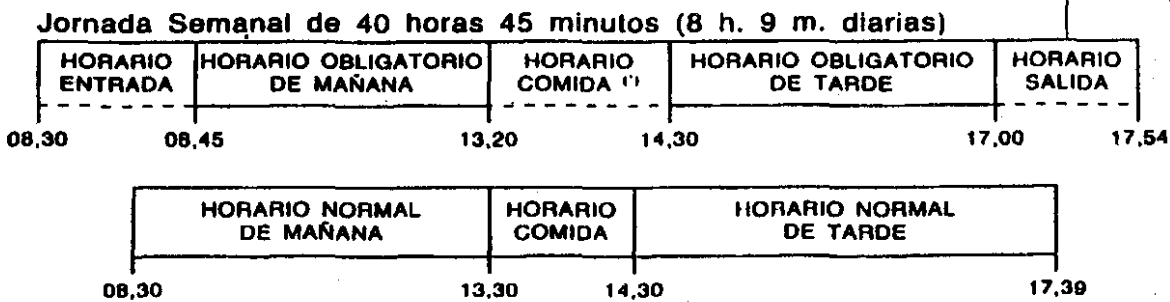 Jornada Semanal de 40 horas 45 minutos (8 h. 9 m. diarias)
HORARIO ENTRADA
HORARIO OBLIGATORIO DE MAÑANA
HORARIO COMIDA
HORARIO OBLIGATORIO DE TARDE
HORARIO SALIDA
08,30 08,45 13,20 14,30 17,00 17,54
HORARIO NORMAL DE MAÑANA
HORARIO COMIDA
HORARIO NORMAL DE TARDE
08,30 13,30 14,30 17,39